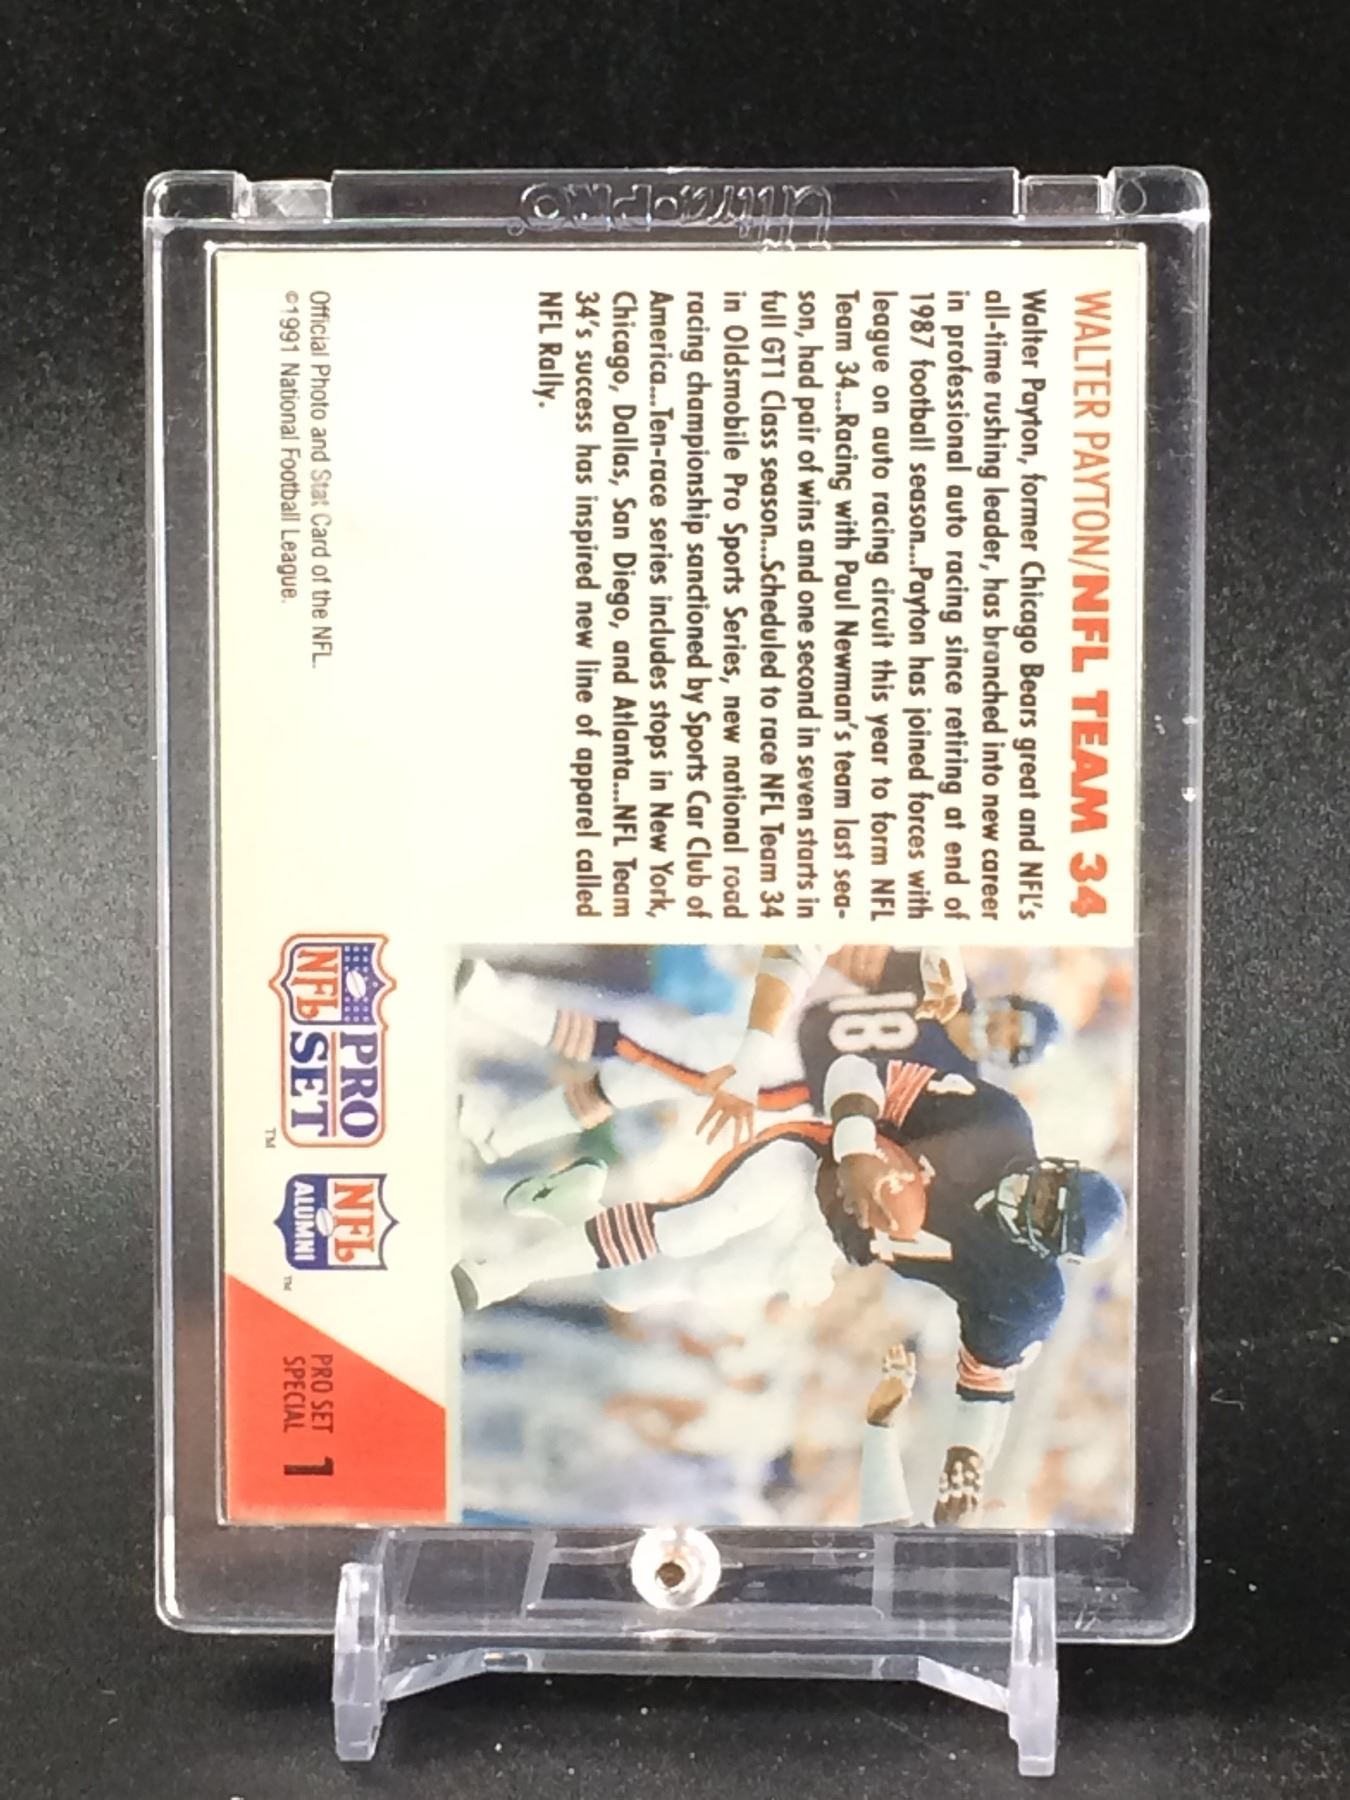 Ultra·PRO®
WALTER PAYTON/NFL TEAM 34
Walter Payton, former Chicago Bears great and NFL's
all-time rushing leader, has branched into new career
in professional auto racing since retiring at end of
1987 football season...Payton has joined forces with
league on auto racing circuit this year to form NFL
Team 34...Racing with Paul Newman's team last sea-
son, had pair of wins and one second in seven starts in
full GT1 Class season...Scheduled to race NFL Team 34
in Oldsmobile Pro Sports Series, new national road
racing championship sanctioned by Sports Car Club of
America...Ten-race series includes stops in New York,
Chicago, Dallas, San Diego, and Atlanta...NFL Team
34's success has inspired new line of apparel called
NFL Rally.
Official Photo and Stat Card of the NFL.
©1991 National Football League.
18
4
PRO
NFL SET
TM
NFL
ALUMNI
TM
PRO SET
SPECIAL
1